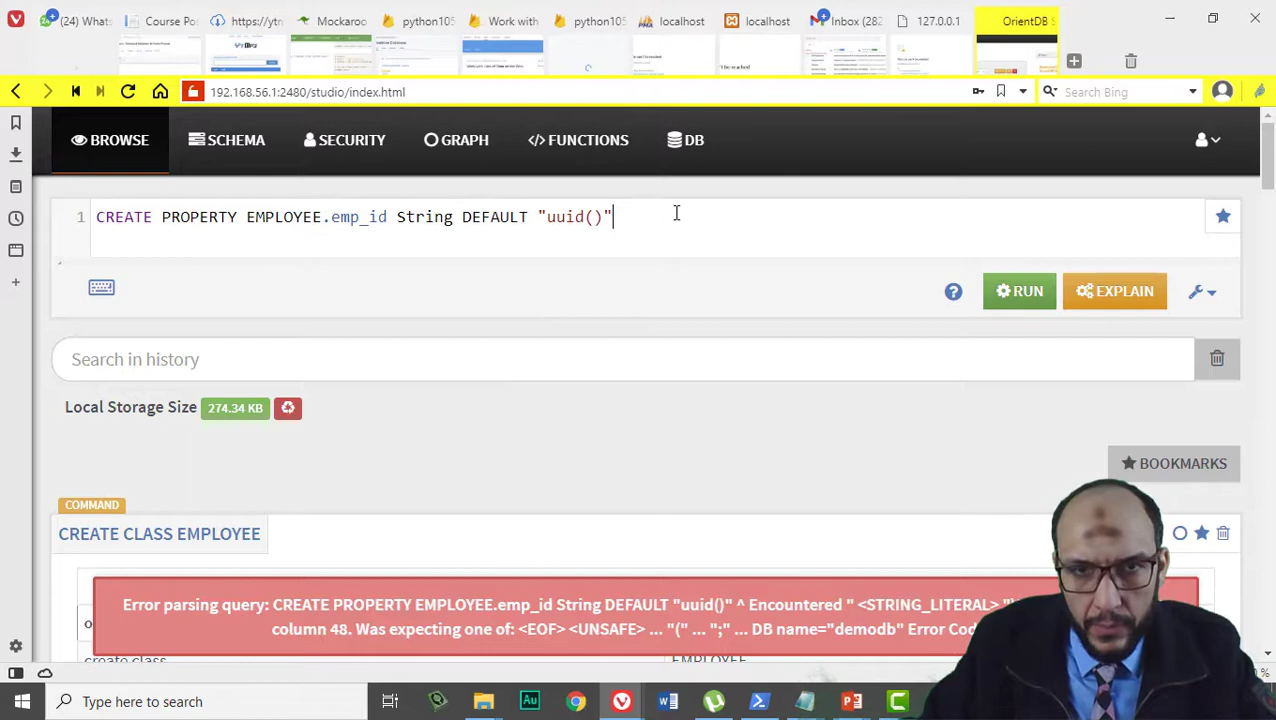 (24) Whats
Course Pos
https://ytm
Mockaroo
python105
Work with
python105
localhost
localhost
Inbox (282
127.0.0.1
OrientDB S
192.168.56.1:2480/studio/index.html
Search Bing
BROWSE
SCHEMA
SECURITY
GRAPH
FUNCTIONS
DB
1 CREATE PROPERTY EMPLOYEE.emp_id String DEFAULT "uuid()"
RUN
EXPLAIN
Search in history
Local Storage Size 274.34 KB
BOOKMARKS
COMMAND
CREATE CLASS EMPLOYEE
Error parsing query: CREATE PROPERTY EMPLOYEE.emp_id String DEFAULT "uuid()" ^ Encountered " <STRING_LITERAL>
column 48. Was expecting one of: <EOF> <UNSAFE> ... "(" ... ";" ... DB name="demodb" Error Cod
create class
EMPLOYEE
Type here to search